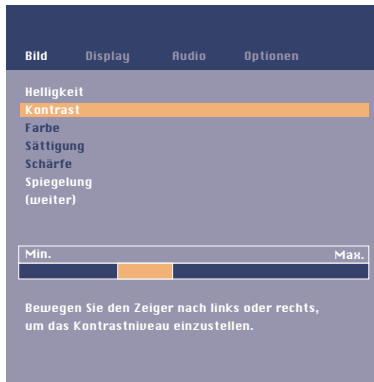 Bild Display Audio Optionen
Helligkeit
Kontrast
Farbe
Sättigung
Schärfe
Spiegelung
(weiter)
Min. Max.
Bewegen Sie den Zeiger nach links oder rechts,
um das Kontrastniveau einzustellen.